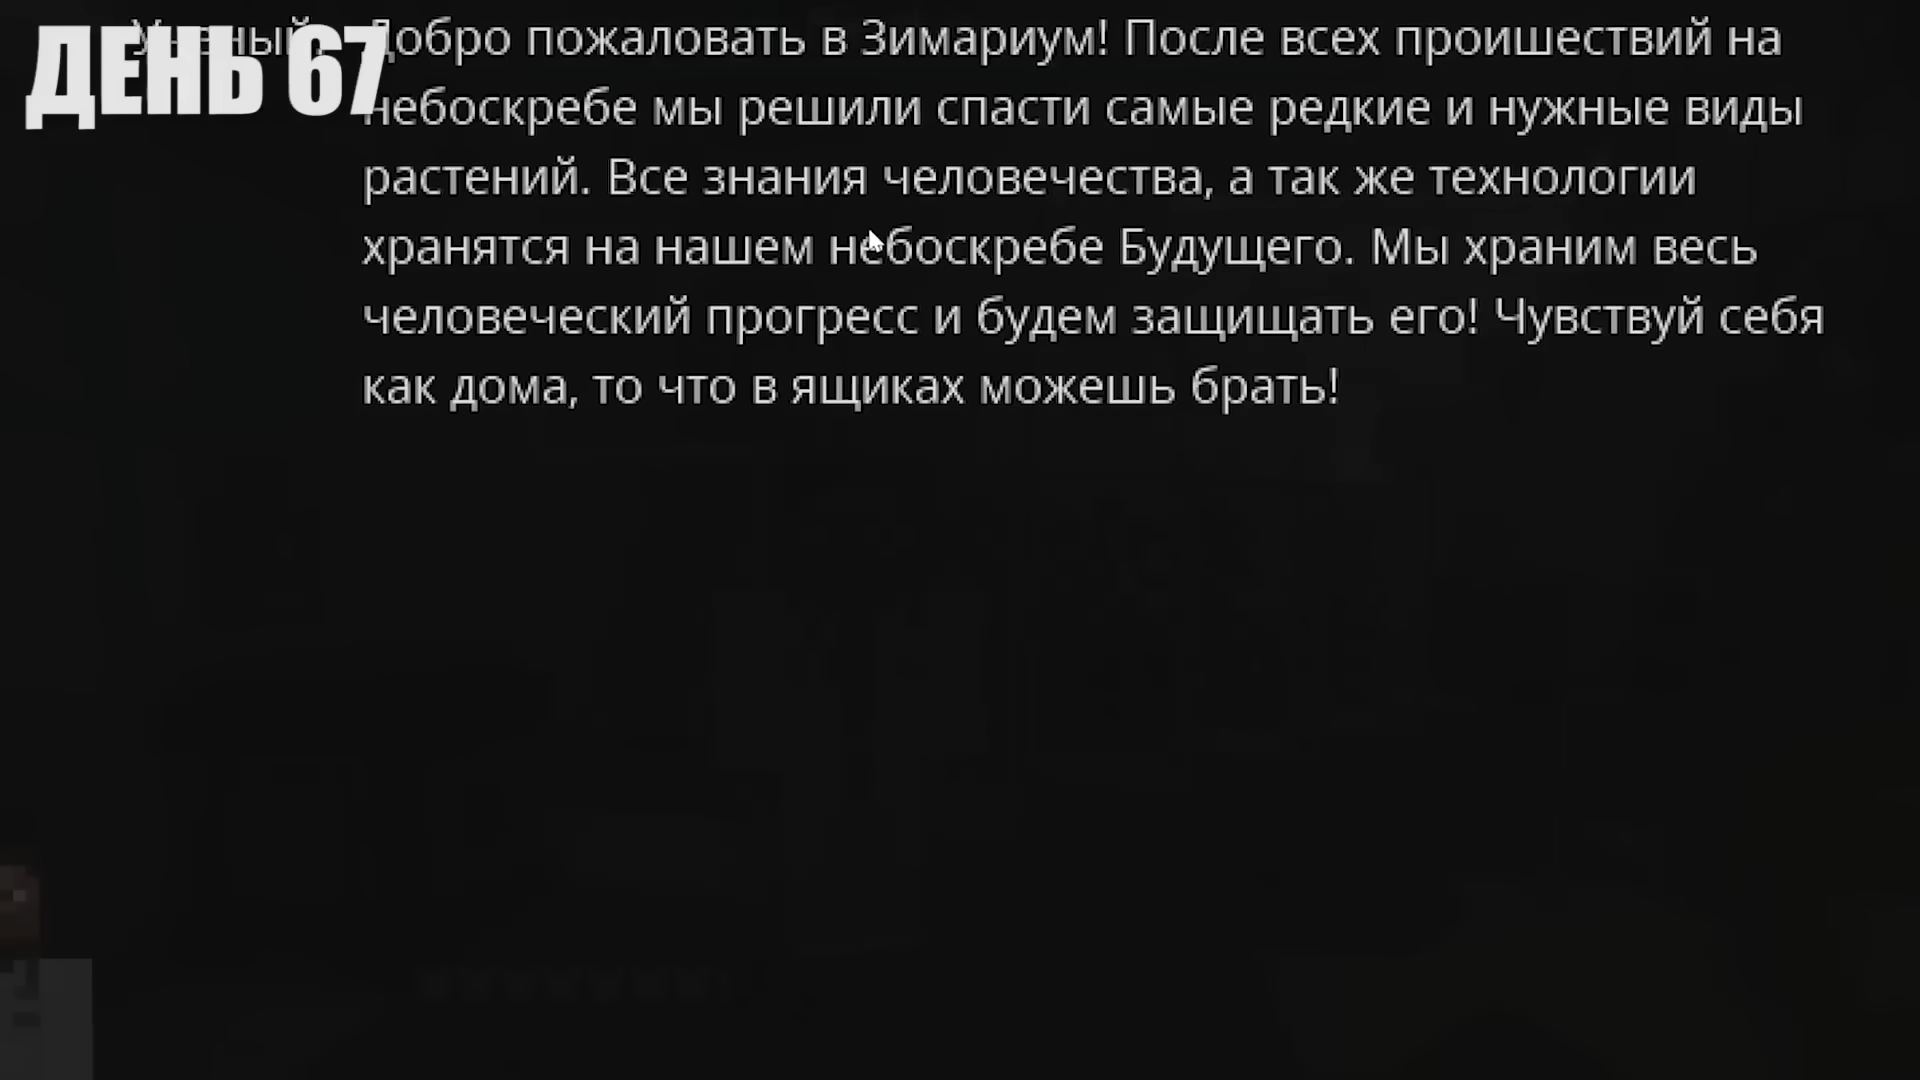 ДЕНЬ 67
Добро пожаловать в Зимариум! После всех проишествий на
небоскребе мы решили спасти самые редкие и нужные виды
растений. Все знания человечества, а так же технологии
хранятся на нашем небоскребе Будущего. Мы храним весь
человеческий прогресс и будем защищать его! Чувствуй себя
как дома, то что в ящиках можешь брать!